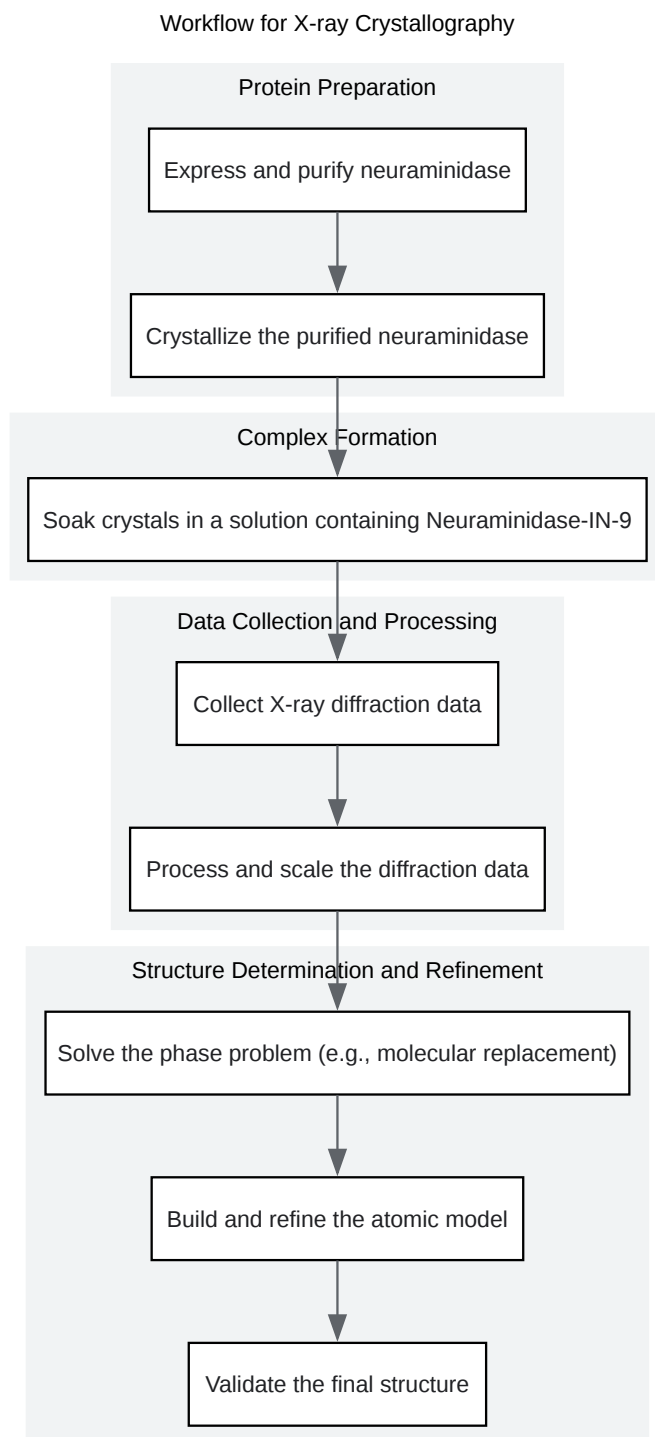 Workflow for X-ray Crystallography
Protein Preparation
Express and purify neuraminidase
Crystallize the purified neuraminidase
Complex Formation
Soak crystals in a solution containing Neuraminidase-IN-9
Data Collection and Processing
Collect X-ray diffraction data
Process and scale the diffraction data
Structure Determination and Refinement
Solve the phase problem (e.g., molecular replacement)
Build and refine the atomic model
Validate the final structure